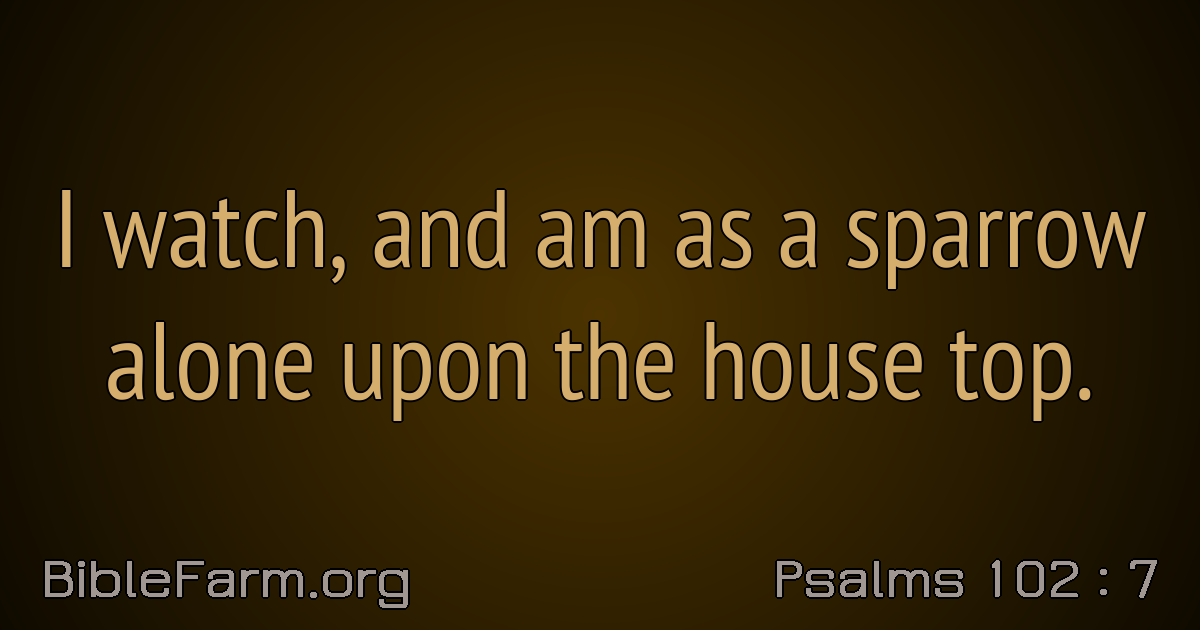 I watch, and am as a sparrow
alone upon the house top.
BibleFarm.org
Psalms 102 : 7